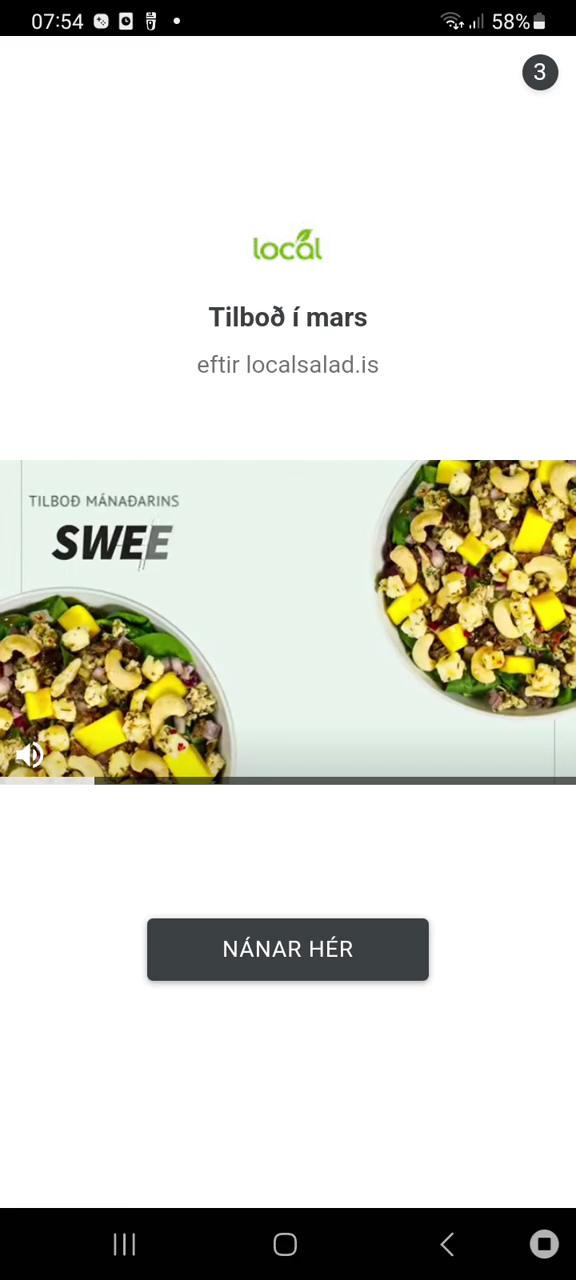 07:54
58%
3
local
Tilboð í mars
eftir localsalad.is
TILBOÐ MÁNAÐARINS
SWEE
NÁNAR HÉR